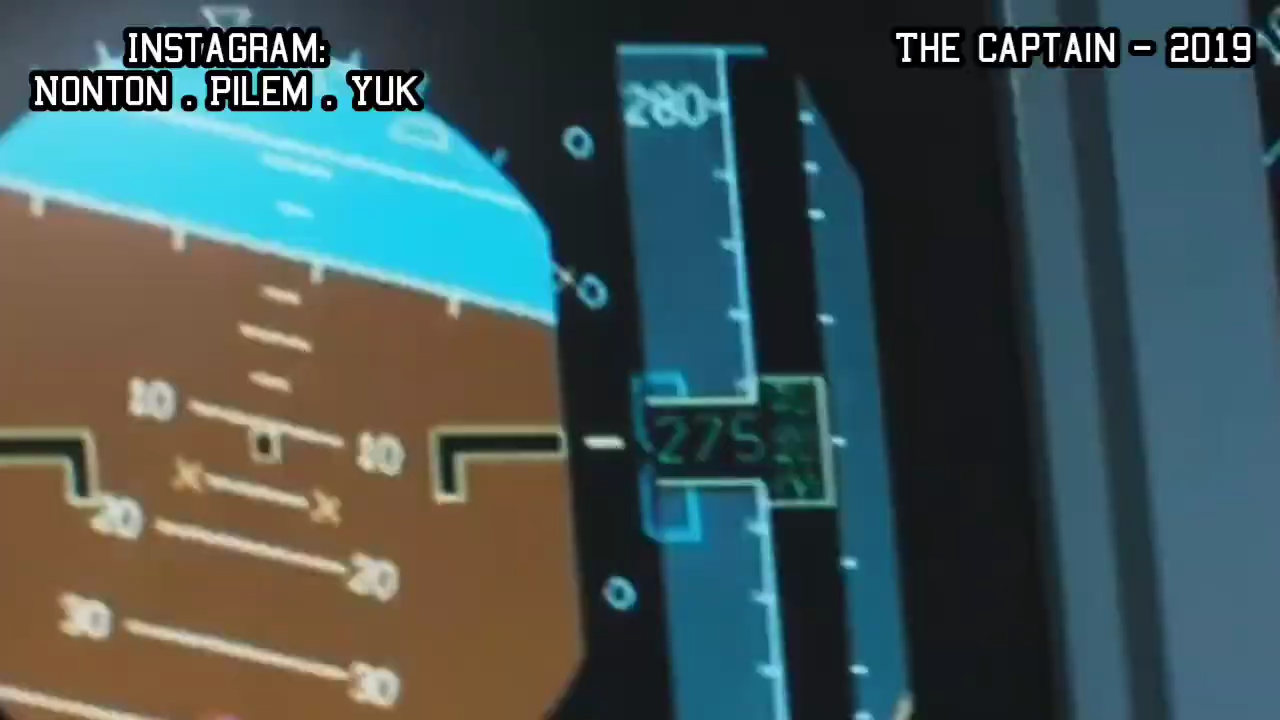 INSTAGRAM:
NONTON . PILEM . YUK
THE CAPTAIN - 2019
280
275
10
10
20
20
30
30